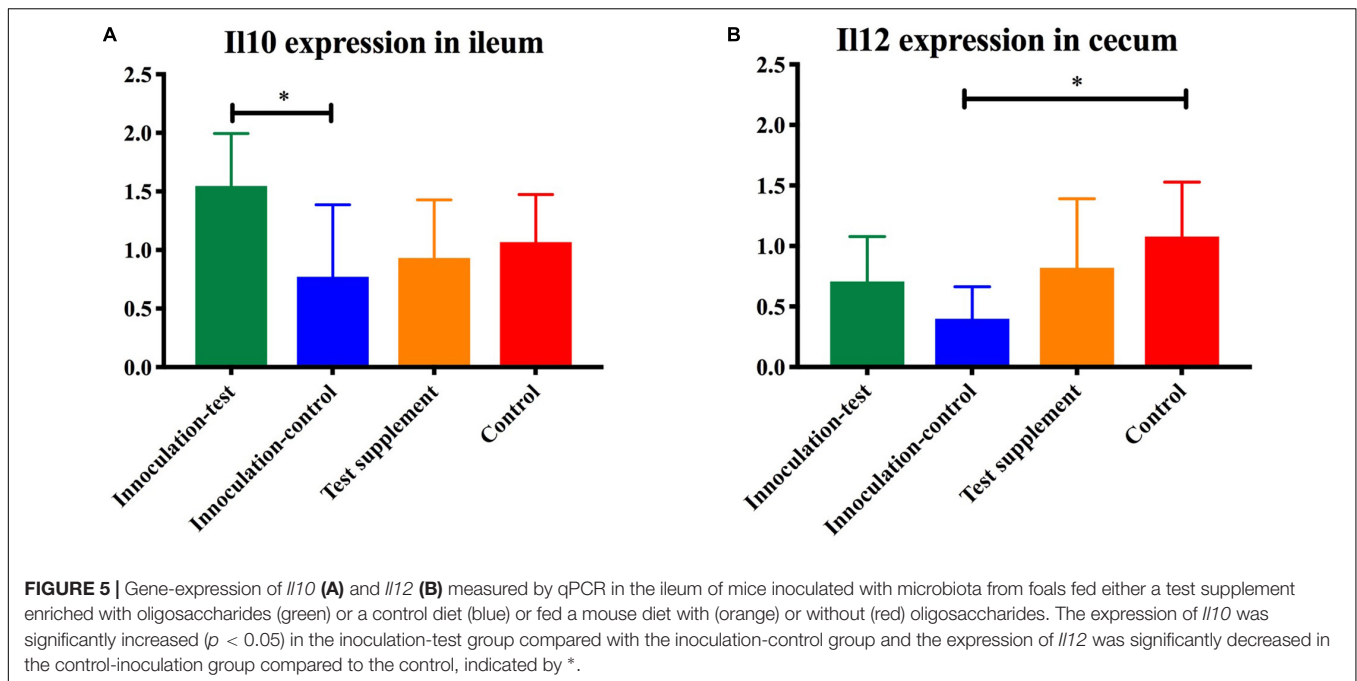 A
Il10 expression in ileum
2.5
2.0
1.5
1.0
0.5
0.0
*
Innoculation-test
Inoculation-control
Test supplement
Control
B
Il12 expression in cecum
2.5
2.0
1.5
1.0
0.5
0.0
*
Innoculation-test
Inoculation-control
Test supplement
Control
FIGURE 5 | Gene-expression of Il10 (A) and Il12 (B) measured by qPCR in the ileum of mice inoculated with microbiota from foals fed either a test supplement
enriched with oligosaccharides (green) or a control diet (blue) or fed a mouse diet with (orange) or without (red) oligosaccharides. The expression of Il10 was
significantly increased (p < 0.05) in the inoculation-test group compared with the inoculation-control group and the expression of Il12 was significantly decreased in
the control-inoculation group compared to the control, indicated by *.